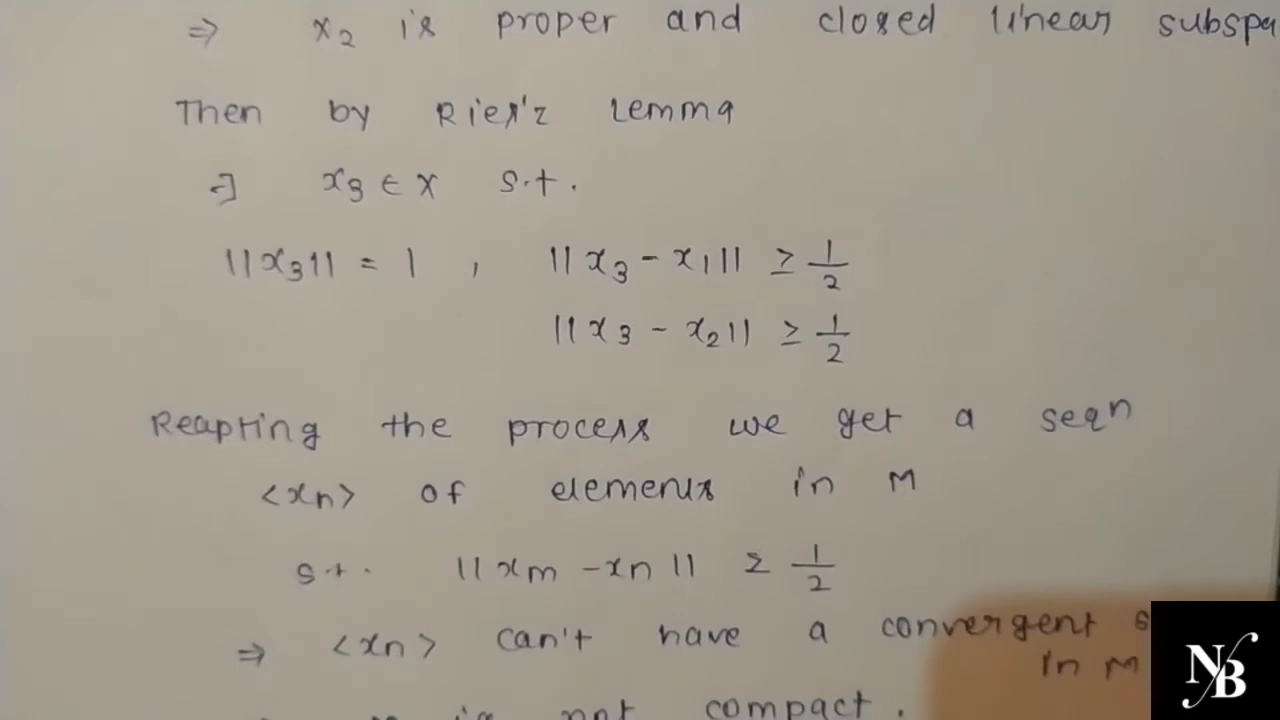 ⇒ x₂ is proper and closed linear subspa
Then by Riesz's Lemma
∃ x₃ ∈ X s.t.
||x₃|| = 1 , ||x₃ - x₁|| ≥ 1/2
||x₃ - x₂|| ≥ 1/2
Reapting the process we get a seqn
<xn> of elements in M
s.t. ||xm - xn|| ≥ 1/2
⇒ <xn> can't have a convergent s
in M
is not compact.
NB